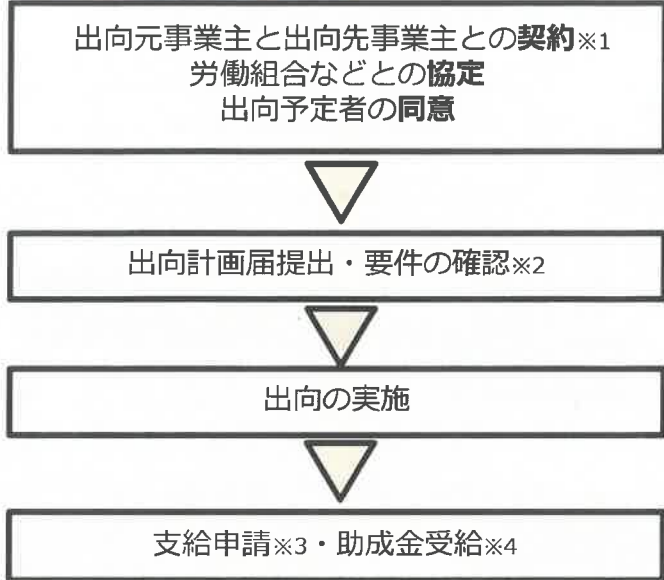 出向元事業主と出向先事業主との契約※1
労働組合などとの協定
出向予定者の同意
出向計画届提出・要件の確認※2
出向の実施
支給申請※3・助成金受給※4